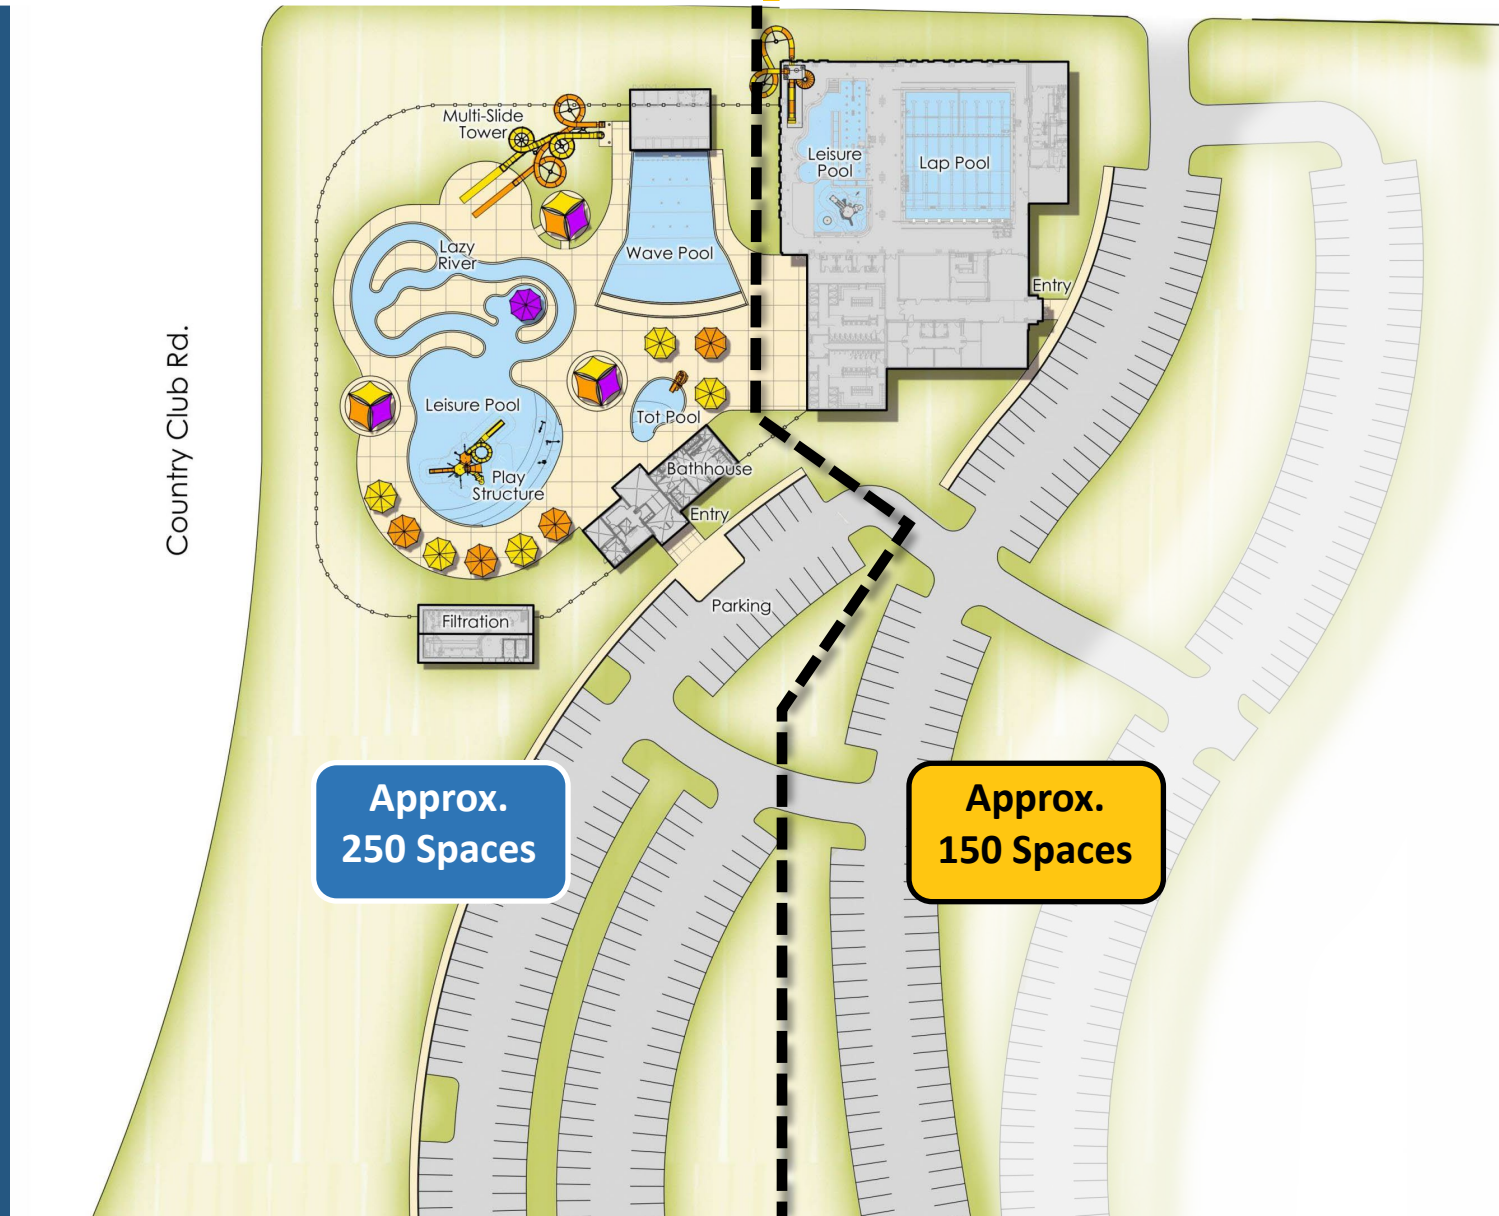 Multi-Slide
Tower
Leisure
Pool
Lap Pool
Lazy
River
Wave Pool
Entry
Country Club Rd.
Leisure Pool
Tot Pool
Play
Structure
Bathhouse
Entry
Parking
Filtration
Approx.
250 Spaces
Approx.
150 Spaces